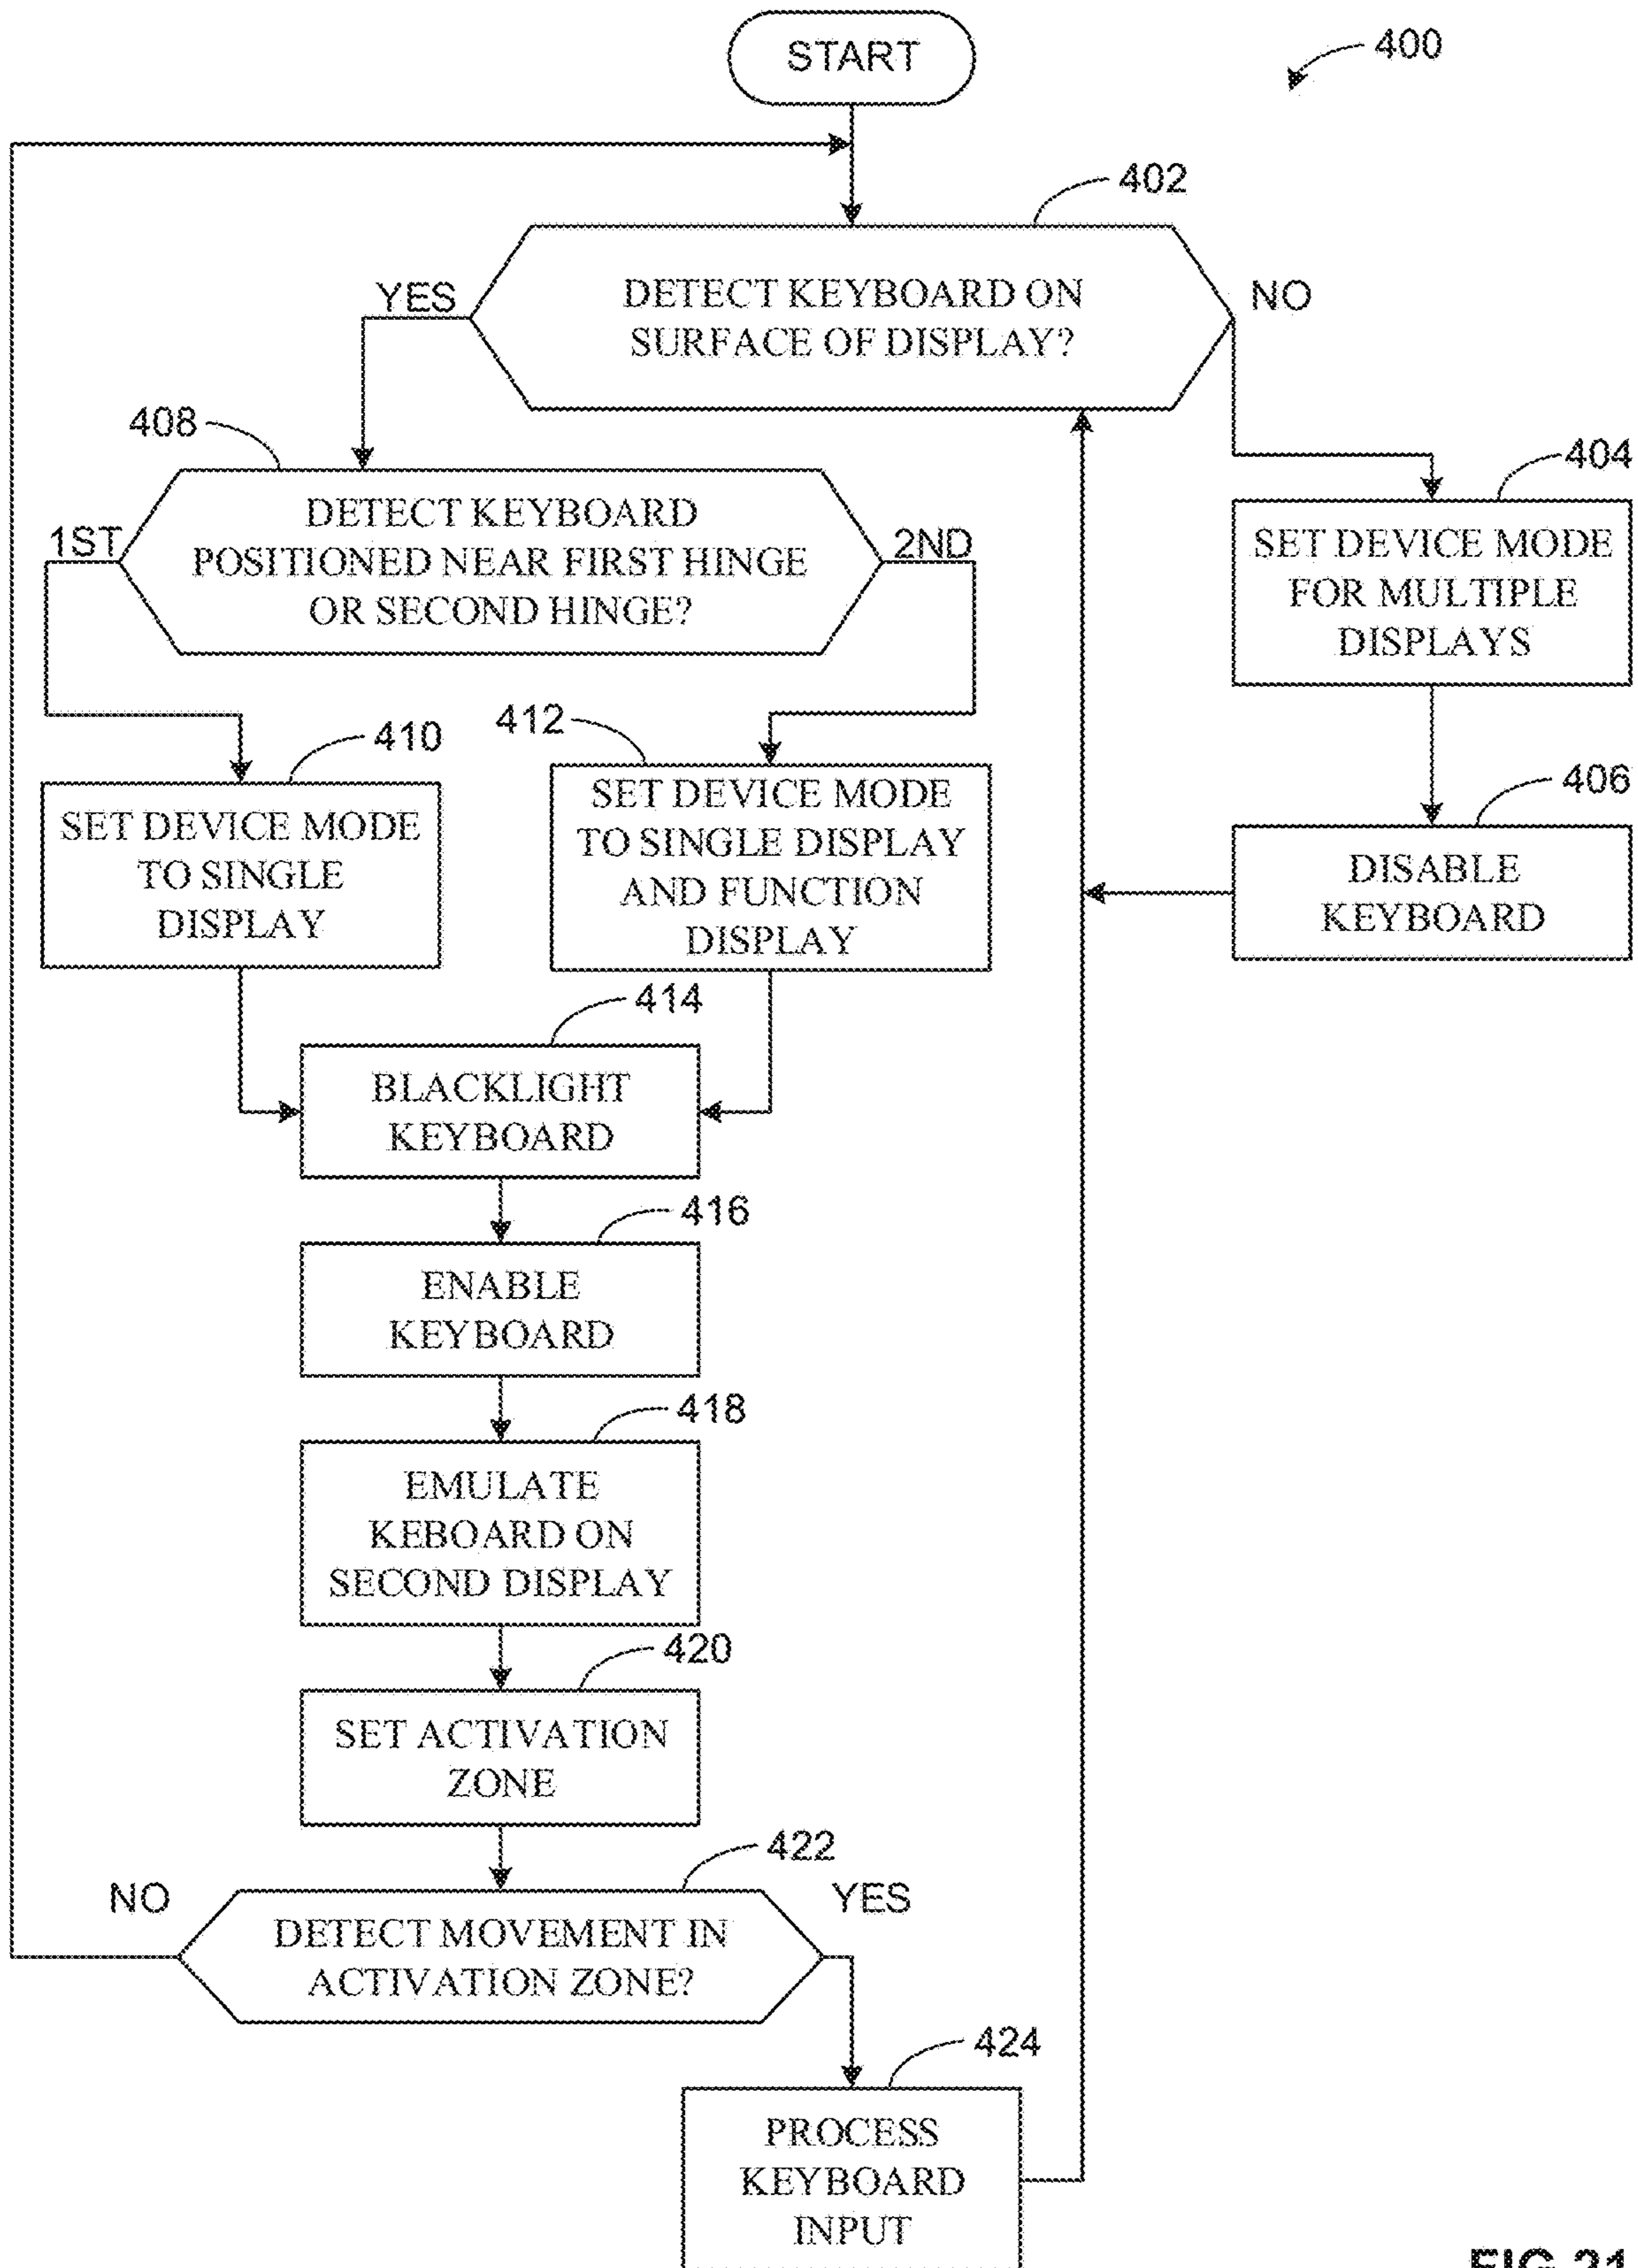 START
400
402
DETECT KEYBOARD ON
SURFACE OF DISPLAY?
YES
NO
408
DETECT KEYBOARD
POSITIONED NEAR FIRST HINGE
OR SECOND HINGE?
1ST
2ND
404
SET DEVICE MODE
FOR MULTIPLE
DISPLAYS
406
DISABLE
KEYBOARD
410
SET DEVICE MODE
TO SINGLE
DISPLAY
412
SET DEVICE MODE
TO SINGLE DISPLAY
AND FUNCTION
DISPLAY
414
BLACKLIGHT
KEYBOARD
416
ENABLE
KEYBOARD
418
EMULATE
KEBOARD ON
SECOND DISPLAY
420
SET ACTIVATION
ZONE
422
NO
YES
DETECT MOVEMENT IN
ACTIVATION ZONE?
424
PROCESS
KEYBOARD
INPUT
FIG 21